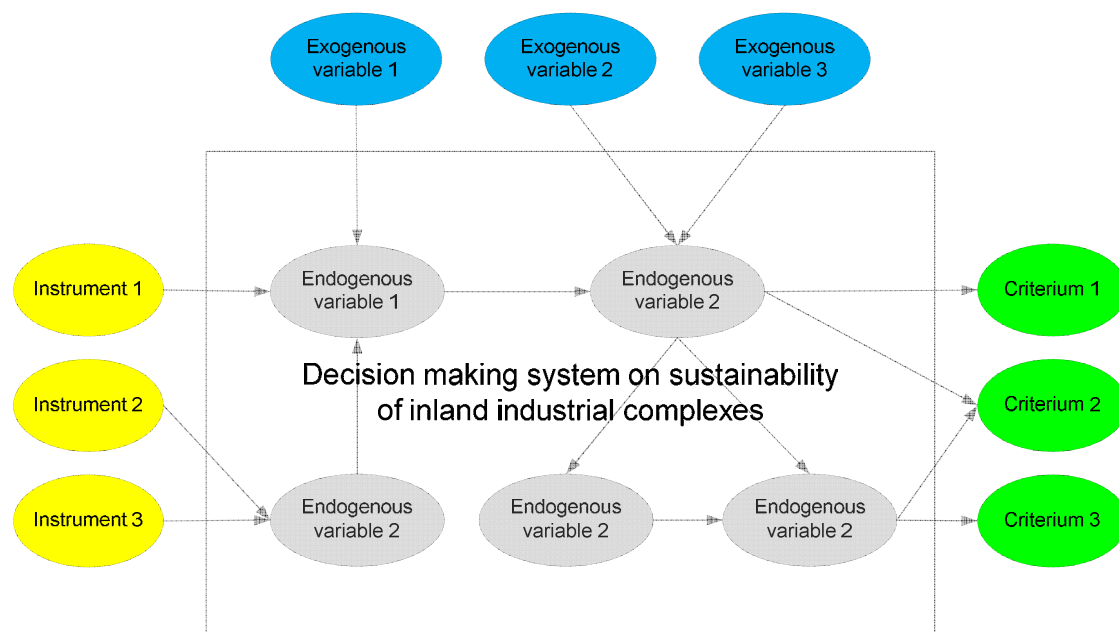 Exogenous
variable 1
Exogenous
variable 2
Exogenous
variable 3
Instrument 1
Endogenous
variable 1
Endogenous
variable 2
Criterium 1
Decision making system on sustainability
of inland industrial complexes
Instrument 2
Criterium 2
Instrument 3
Endogenous
variable 2
Endogenous
variable 2
Endogenous
variable 2
Criterium 3